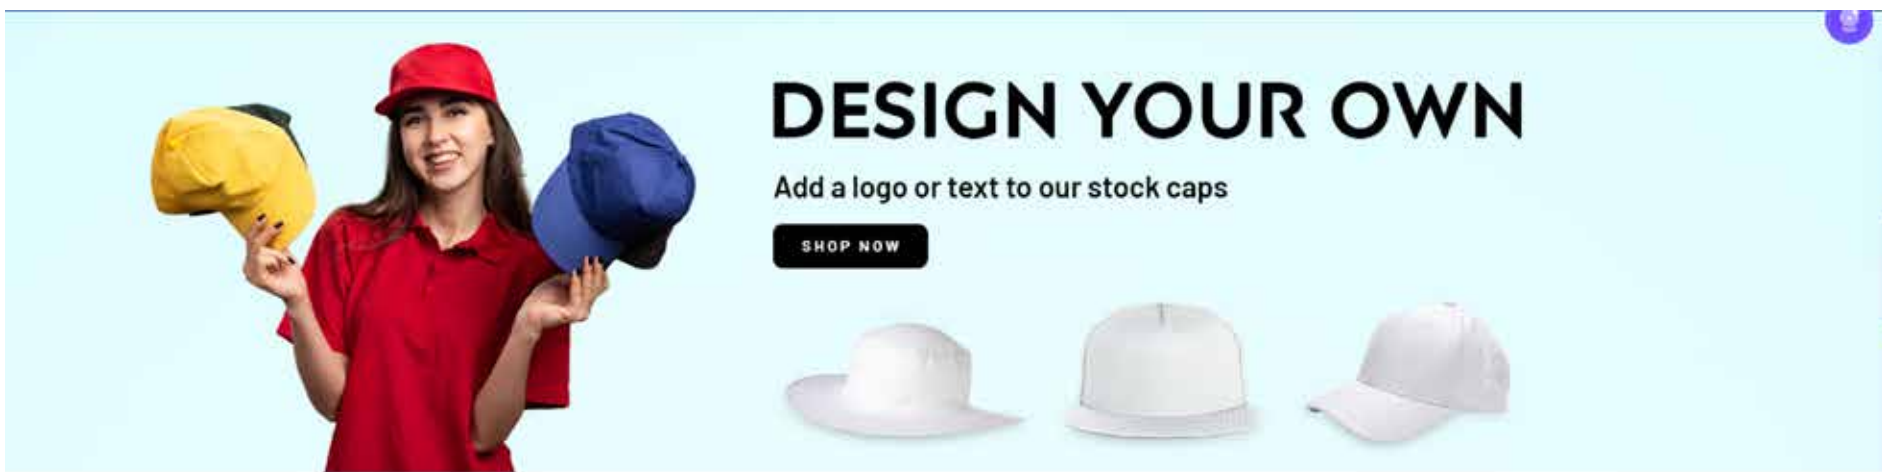 DESIGN YOUR OWN
Add a logo or text to our stock caps
SHOP NOW